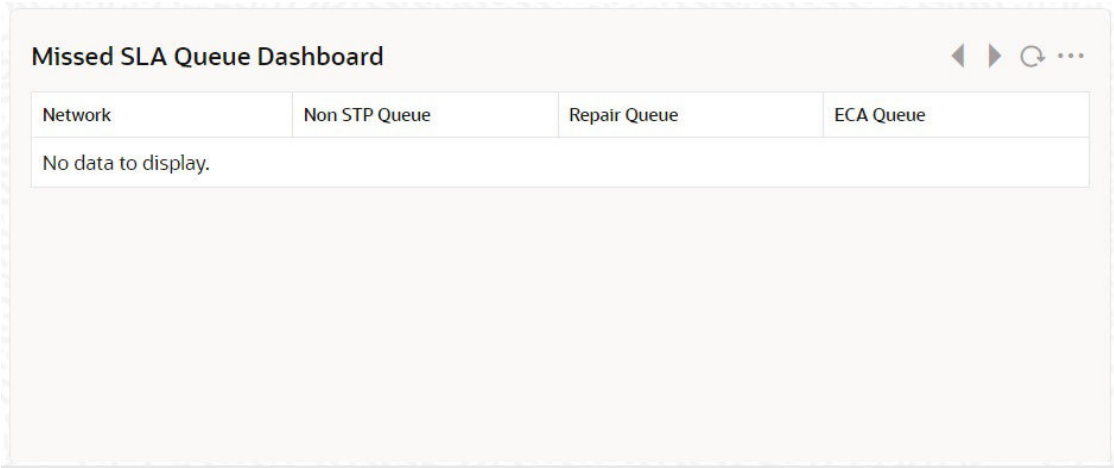 Missed SLA Queue Dashboard
Network Non STP Queue Repair Queue ECA Queue
No data to display.